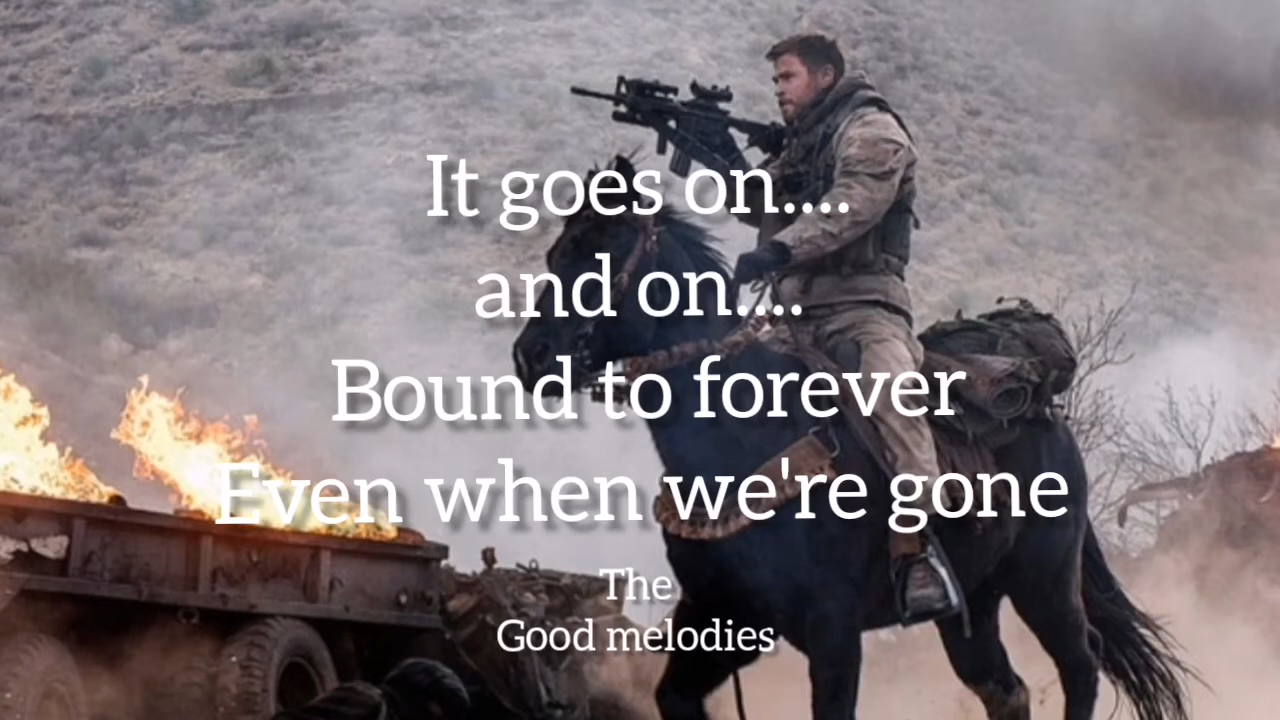 It goes on....
and on....
Bound to forever
Even when we're gone
The
Good melodies